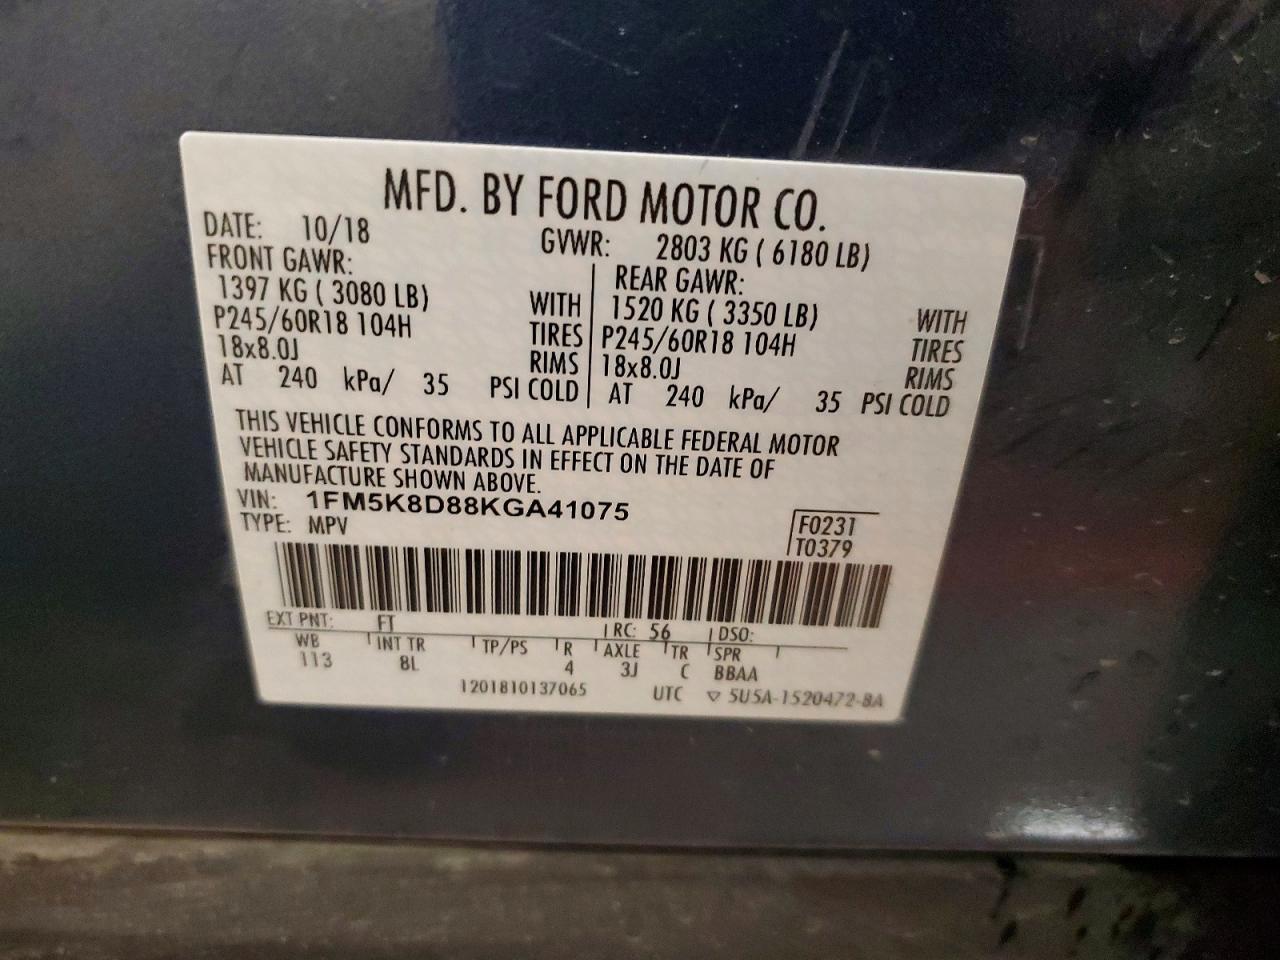 MFD. BY FORD MOTOR CO.
DATE: 10/18 GVWR: 2803 KG ( 6180 LB)
FRONT GAWR: REAR GAWR:
1397 KG ( 3080 LB) WITH 1520 KG ( 3350 LB) WITH
P245/60R18 104H TIRES P245/60R18 104H TIRES
18x8.0J RIMS 18x8.0J RIMS
AT 240 kPa/ 35 PSI COLD AT 240 kPa/ 35 PSI COLD
THIS VEHICLE CONFORMS TO ALL APPLICABLE FEDERAL MOTOR
VEHICLE SAFETY STANDARDS IN EFFECT ON THE DATE OF
MANUFACTURE SHOWN ABOVE.
VIN: 1FM5K8D88KGA41075
TYPE: MPV F0231
T0379
EXT PNT: FT RC: 56 DSO:
WB INT TR TP/PS R AXLE TR SPR
113 8L 4 3J C BBAA
1201810137065 UTC ▽ 5U5A-1520472-BA